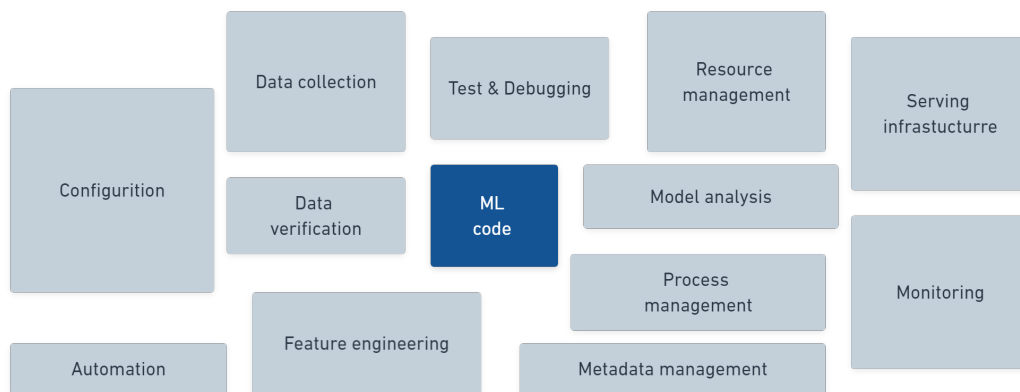 Data collection
Test & Debugging
Resource
management
Serving
infrastucturre
Configurition
Data
verification
ML
code
Model analysis
Process
management
Monitoring
Feature engineering
Automation
Metadata management